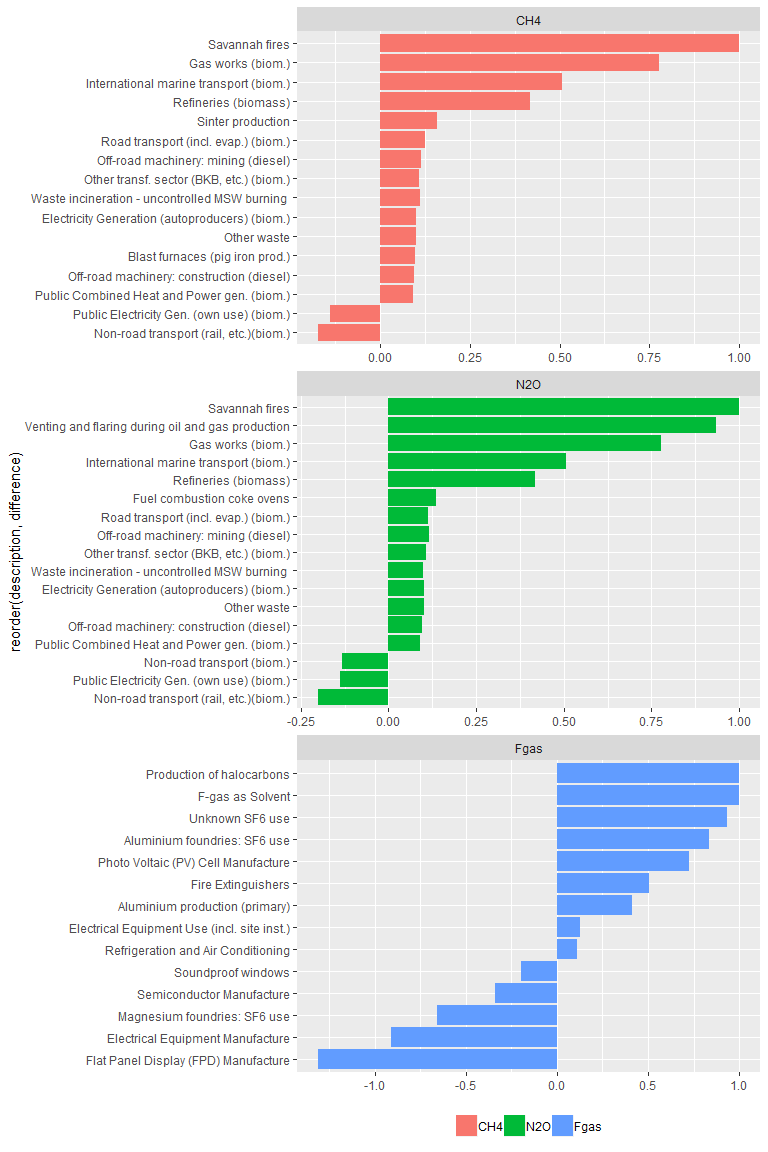 CH4
Savannah fires
Gas works (biom.)
International marine transport (biom.)
Refineries (biomass)
Sinter production
Road transport (incl. evap.) (biom.)
Off-road machinery: mining (diesel)
Other transf. sector (BKB, etc.) (biom.)
Waste incineration - uncontrolled MSW burning
Electricity Generation (autoproducers) (biom.)
Other waste
Blast furnaces (pig iron prod.)
Off-road machinery: construction (diesel)
Public Combined Heat and Power gen. (biom.)
Public Electricity Gen. (own use) (biom.)
Non-road transport (rail, etc.)(biom.)
0.00 0.25 0.50 0.75 1.00
N2O
Savannah fires
Venting and flaring during oil and gas production
Gas works (biom.)
International marine transport (biom.)
Refineries (biomass)
Fuel combustion coke ovens
Road transport (incl. evap.) (biom.)
Off-road machinery: mining (diesel)
Other transf. sector (BKB, etc.) (biom.)
Waste incineration - uncontrolled MSW burning
Electricity Generation (autoproducers) (biom.)
Other waste
Off-road machinery: construction (diesel)
Public Combined Heat and Power gen. (biom.)
Non-road transport (biom.)
Public Electricity Gen. (own use) (biom.)
Non-road transport (rail, etc.)(biom.)
-0.25 0.00 0.25 0.50 0.75 1.00
reorder(description, difference)
Fgas
Production of halocarbons
F-gas as Solvent
Unknown SF6 use
Aluminium foundries: SF6 use
Photo Voltaic (PV) Cell Manufacture
Fire Extinguishers
Aluminium production (primary)
Electrical Equipment Use (incl. site inst.)
Refrigeration and Air Conditioning
Soundproof windows
Semiconductor Manufacture
Magnesium foundries: SF6 use
Electrical Equipment Manufacture
Flat Panel Display (FPD) Manufacture
-1.0 -0.5 0.0 0.5 1.0
CH4 N2O Fgas